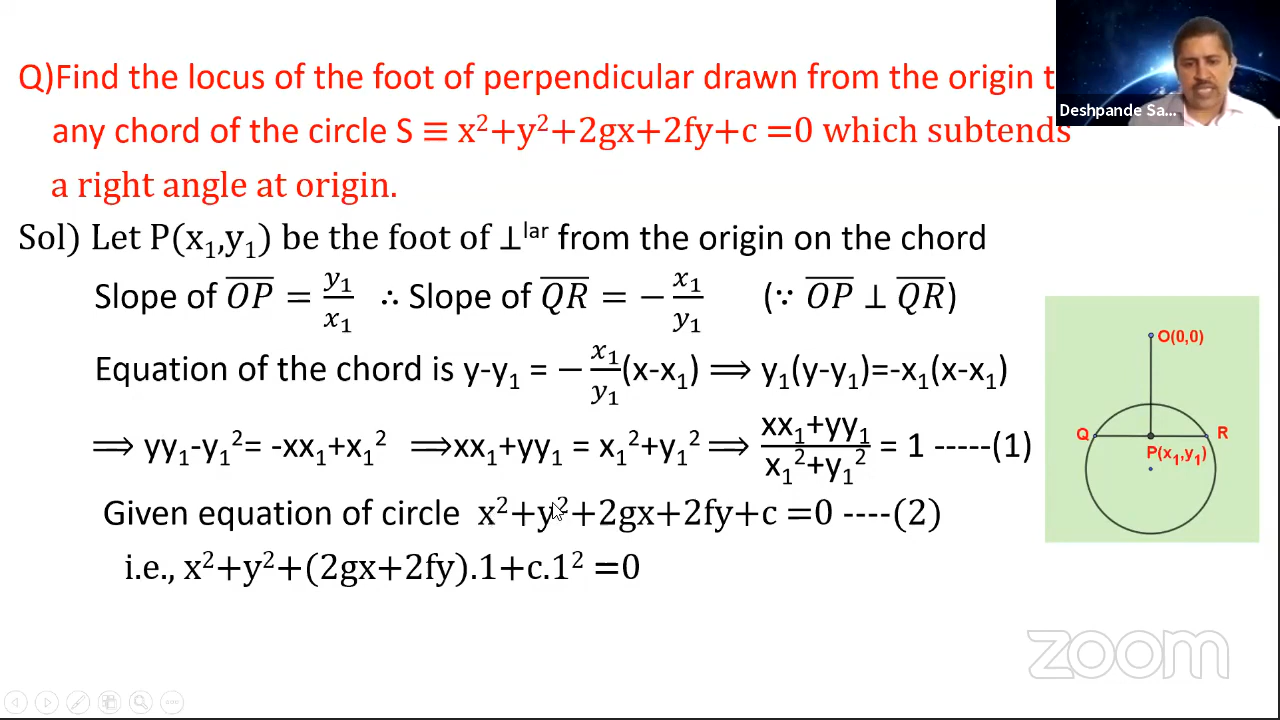 Q)Find the locus of the foot of perpendicular drawn from the origin t
any chord of the circle S ≡ x²+y²+2gx+2fy+c =0 which subtends
a right angle at origin.
Sol) Let P(x₁,y₁) be the foot of ⊥ˡᵃʳ from the origin on the chord
Slope of \overline{OP} = y₁/x₁ ∴ Slope of \overline{QR} = −x₁/y₁ (∵ \overline{OP} ⊥ \overline{QR})
Equation of the chord is y-y₁ = −x₁/y₁(x-x₁) ⟹ y₁(y-y₁)=-x₁(x-x₁)
⟹ yy₁-y₁²= -xx₁+x₁² ⟹xx₁+yy₁ = x₁²+y₁² ⟹ (xx₁+yy₁)/(x₁²+y₁²) = 1 -----(1)
Given equation of circle x²+y²+2gx+2fy+c =0 ----(2)
i.e., x²+y²+(2gx+2fy).1+c.1² =0
Deshpande Sa...
O(0,0)
Q
R
P(x₁,y₁)
zoom